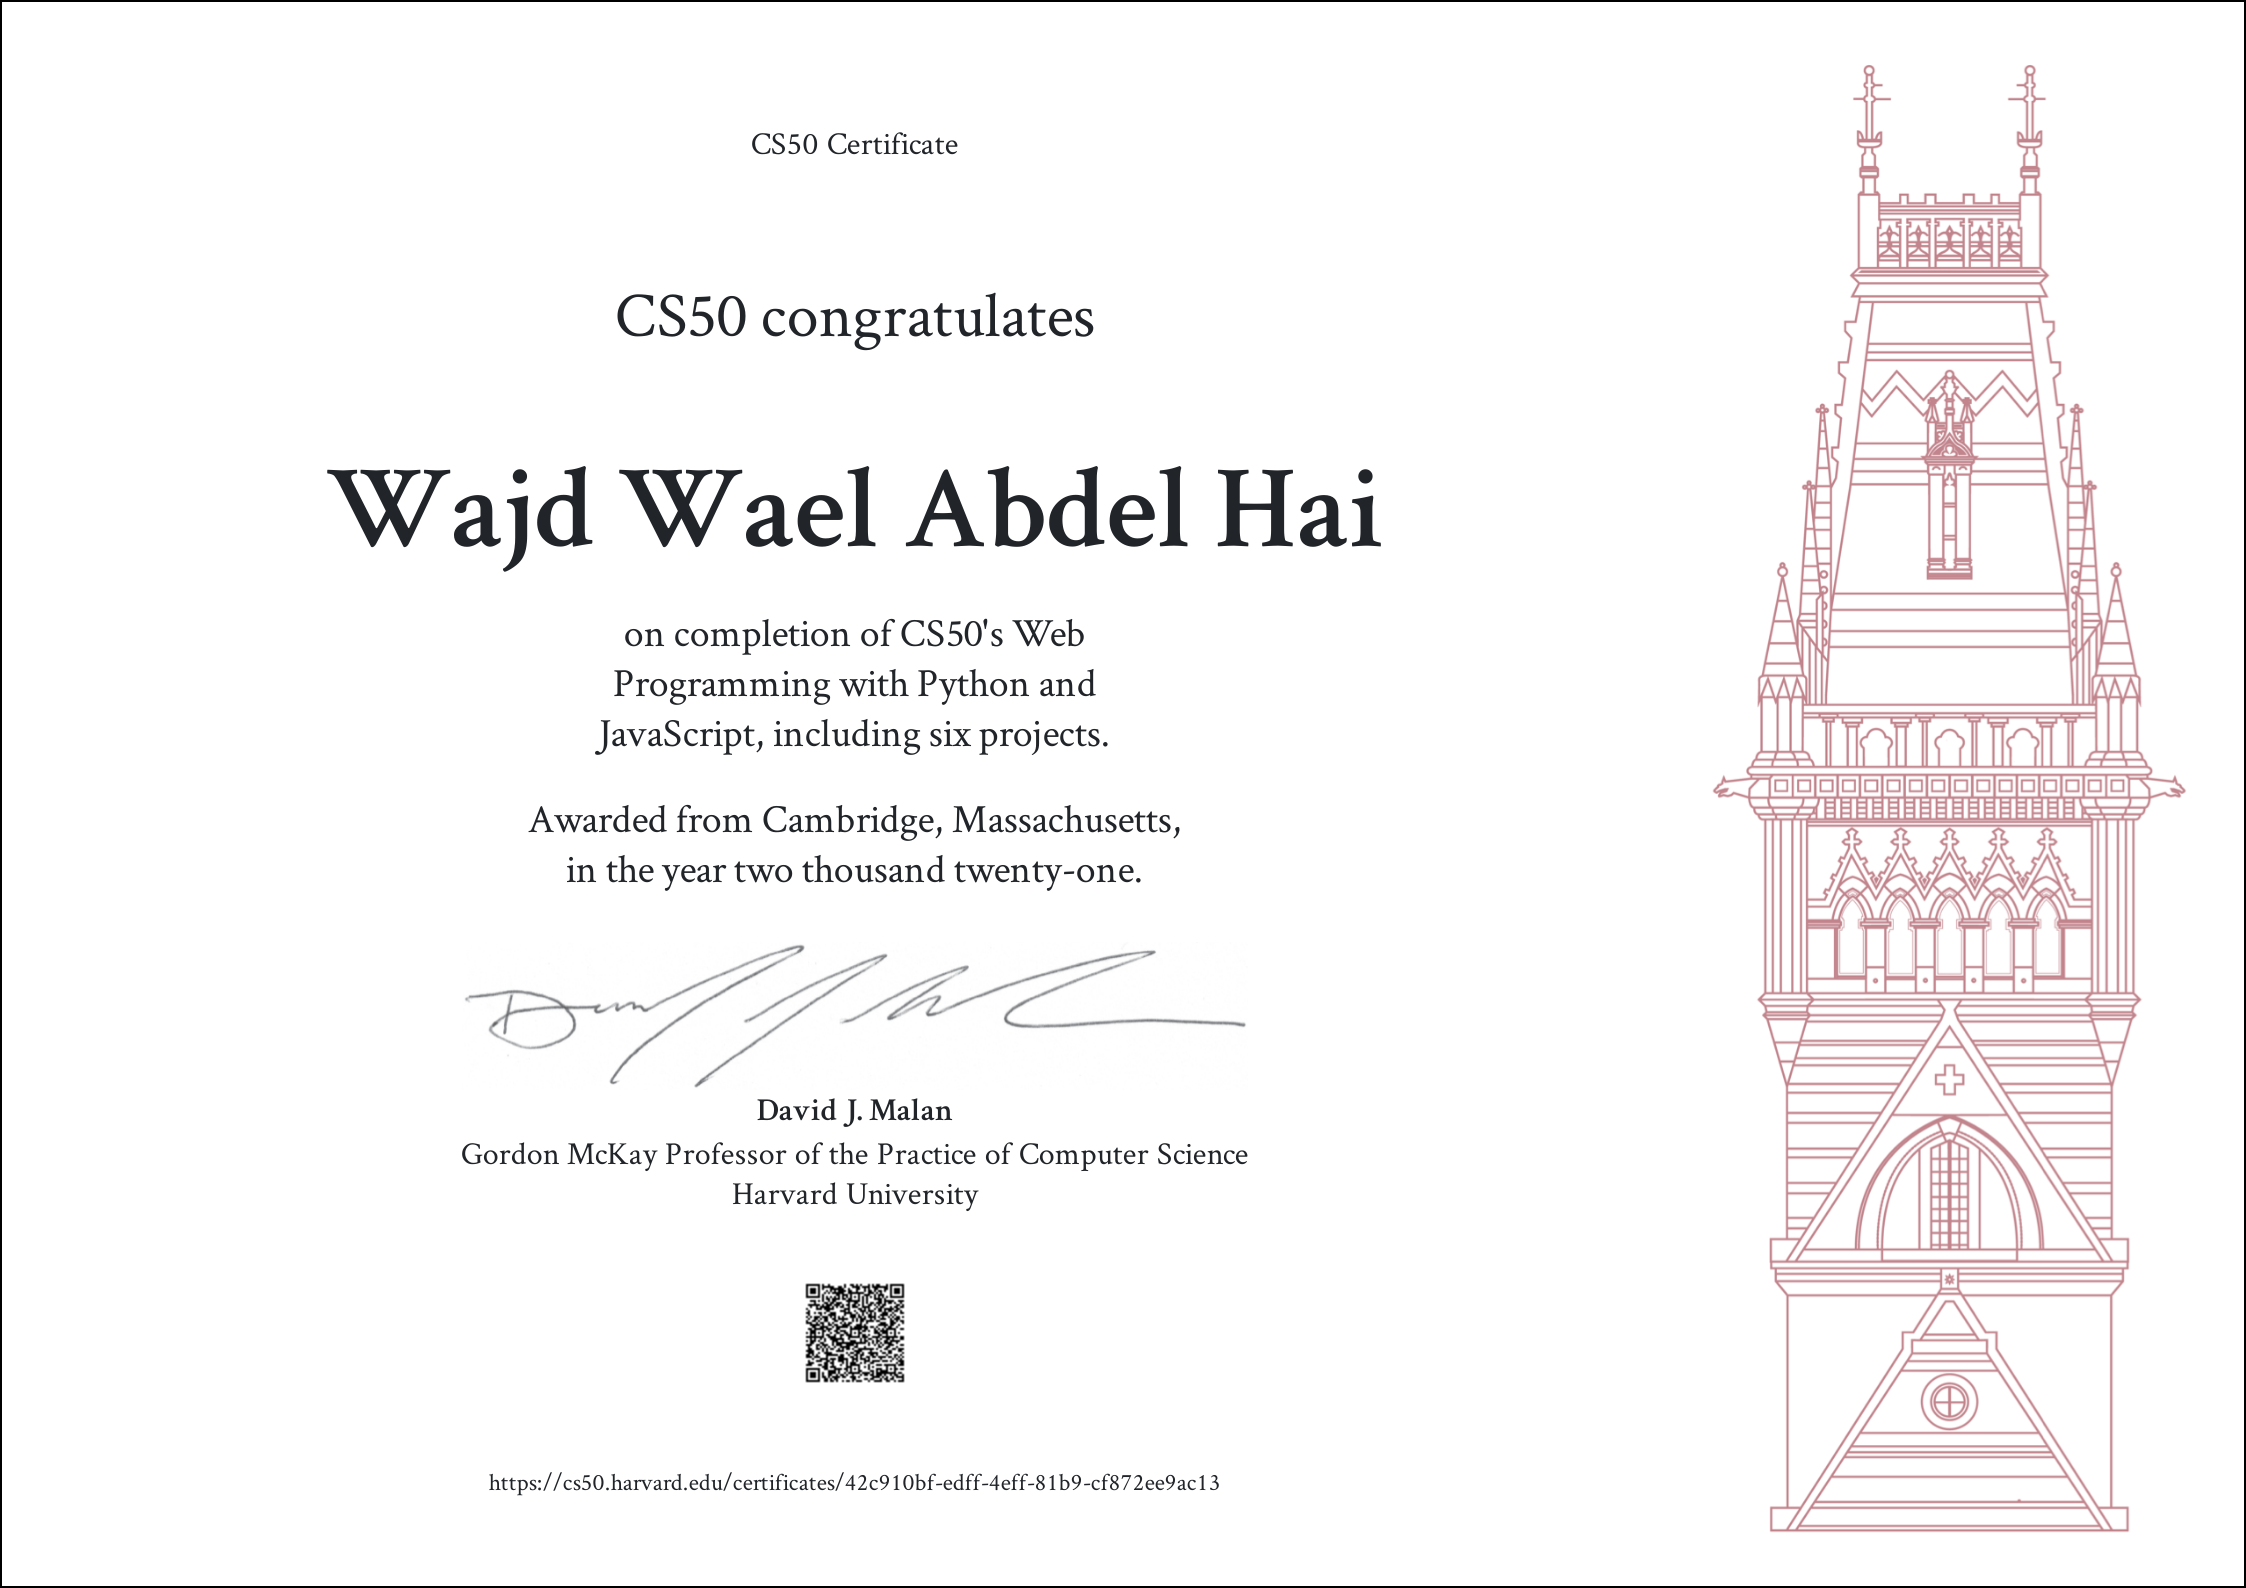 CS50 Certificate
CS50 congratulates
Wajd Wael Abdel Hai
on completion of CS50's Web
Programming with Python and
JavaScript, including six projects.
Awarded from Cambridge, Massachusetts,
in the year two thousand twenty-one.
David J. Malan
Gordon McKay Professor of the Practice of Computer Science
Harvard University
https://cs50.harvard.edu/certificates/42c910bf-edff-4eff-81b9-cf872ee9ac13